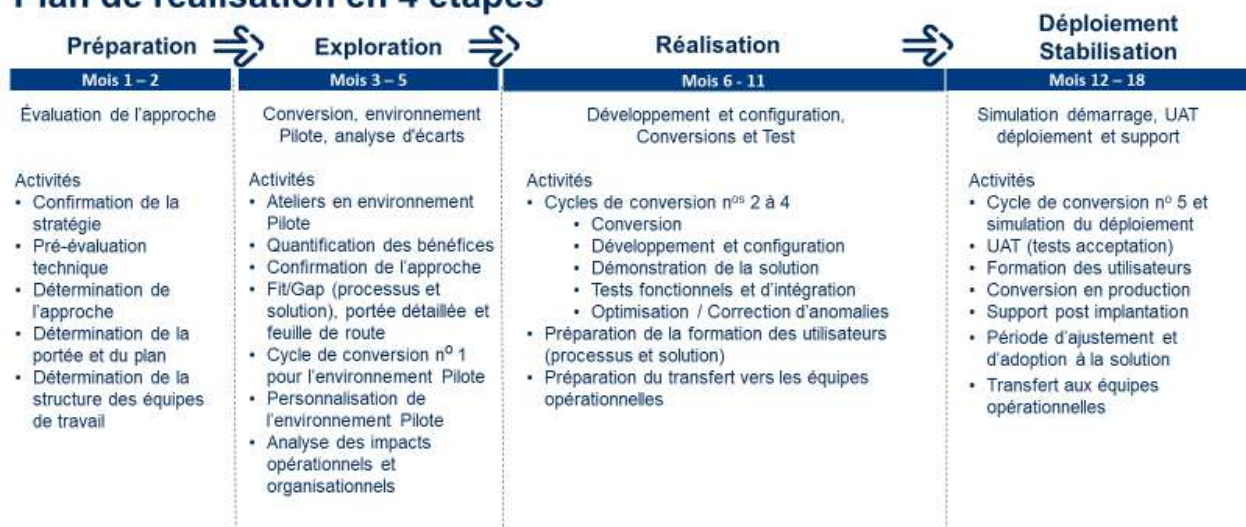 Plan de réalisation en 4 étapes
Préparation
Mois 1 – 2
Évaluation de l'approche
Activités
• Confirmation de la
stratégie
• Pré-évaluation
technique
• Détermination de
l'approche
• Détermination de la
portée et du plan
• Détermination de la
structure des équipes
de travail
Exploration
Mois 3 – 5
Conversion, environnement
Pilote, analyse d'écarts
Activités
• Ateliers en environnement
Pilote
• Quantification des bénéfices
• Confirmation de l'approche
• Fit/Gap (processus et
solution), portée détaillée et
feuille de route
• Cycle de conversion nº 1
pour l'environnement Pilote
• Personnalisation de
l'environnement Pilote
• Analyse des impacts
opérationnels et
organisationnels
Réalisation
Mois 6 - 11
Développement et configuration,
Conversions et Test
Activités
• Cycles de conversion nᵒˢ 2 à 4
• Conversion
• Développement et configuration
• Démonstration de la solution
• Tests fonctionnels et d'intégration
• Optimisation / Correction d'anomalies
• Préparation de la formation des utilisateurs
(processus et solution)
• Préparation du transfert vers les équipes
opérationnelles
Déploiement
Stabilisation
Mois 12 – 18
Simulation démarrage, UAT
déploiement et support
Activités
• Cycle de conversion nº 5 et
simulation du déploiement
• UAT (tests acceptation)
• Formation des utilisateurs
• Conversion en production
• Support post implantation
• Période d'ajustement et
d'adoption à la solution
• Transfert aux équipes
opérationnelles